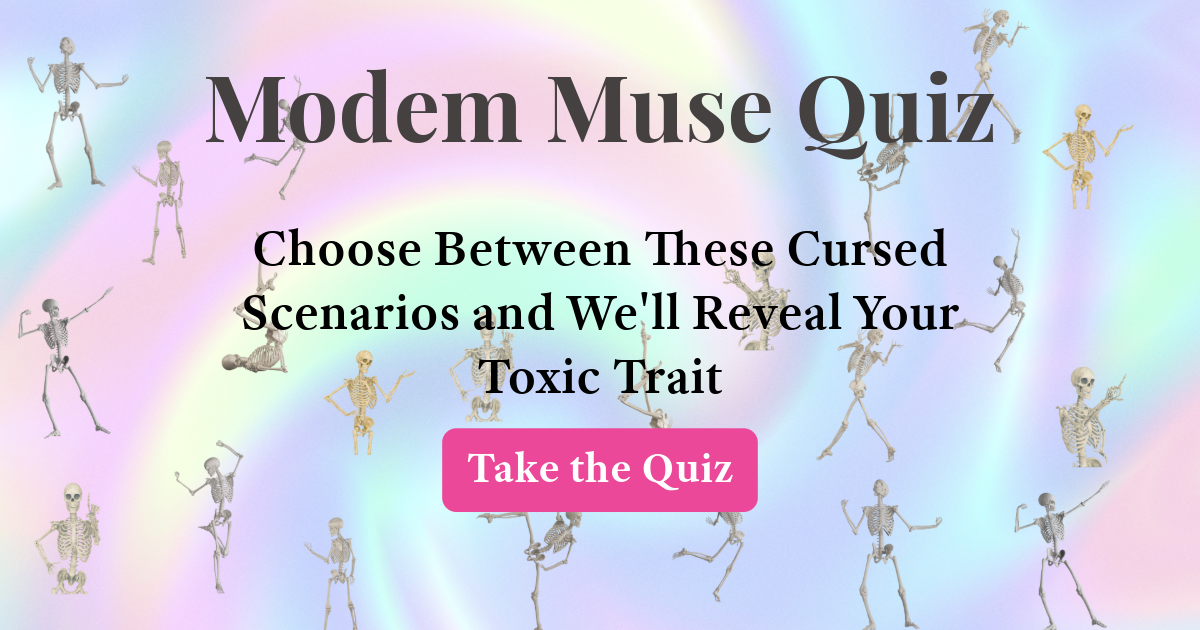 Modem Muse Quiz
Choose Between These Cursed
Scenarios and We'll Reveal Your
Toxic Trait
Take the Quiz